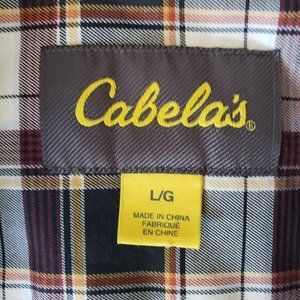 Cabela's®
L/G
MADE IN CHINA
FABRIQUÉ
EN CHINE